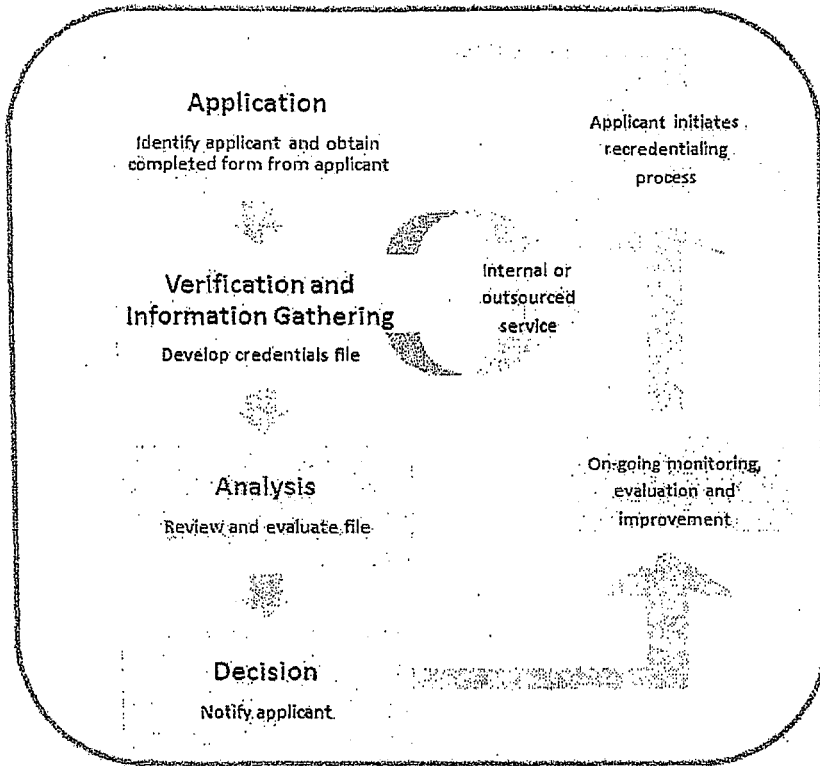 Application
Identify applicant and obtain
completed form from applicant
Verification and
Information Gathering
Develop credentials file
Analysis
Review and evaluate file
Decision
Notify applicant.
Internal or
outsourced
service
Applicant initiates
recredentialing
process
On-going monitoring,
evaluation and
improvement